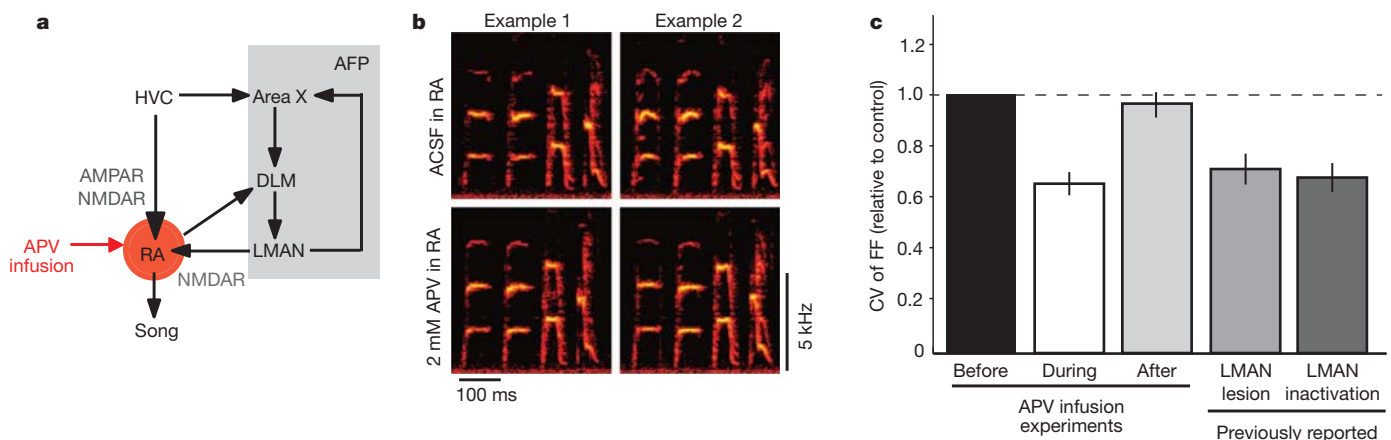 a
AFP
HVC
Area X
AMPAR
NMDAR
DLM
APV
infusion
RA
LMAN
NMDAR
Song
b
Example 1
Example 2
ACSF in RA
2 mM APV in RA
5 kHz
100 ms
c
CV of FF (relative to control)
1.2
1.0
0.8
0.6
0.4
0.2
0
Before
During
After
LMAN
lesion
LMAN
inactivation
APV infusion
experiments
Previously reported